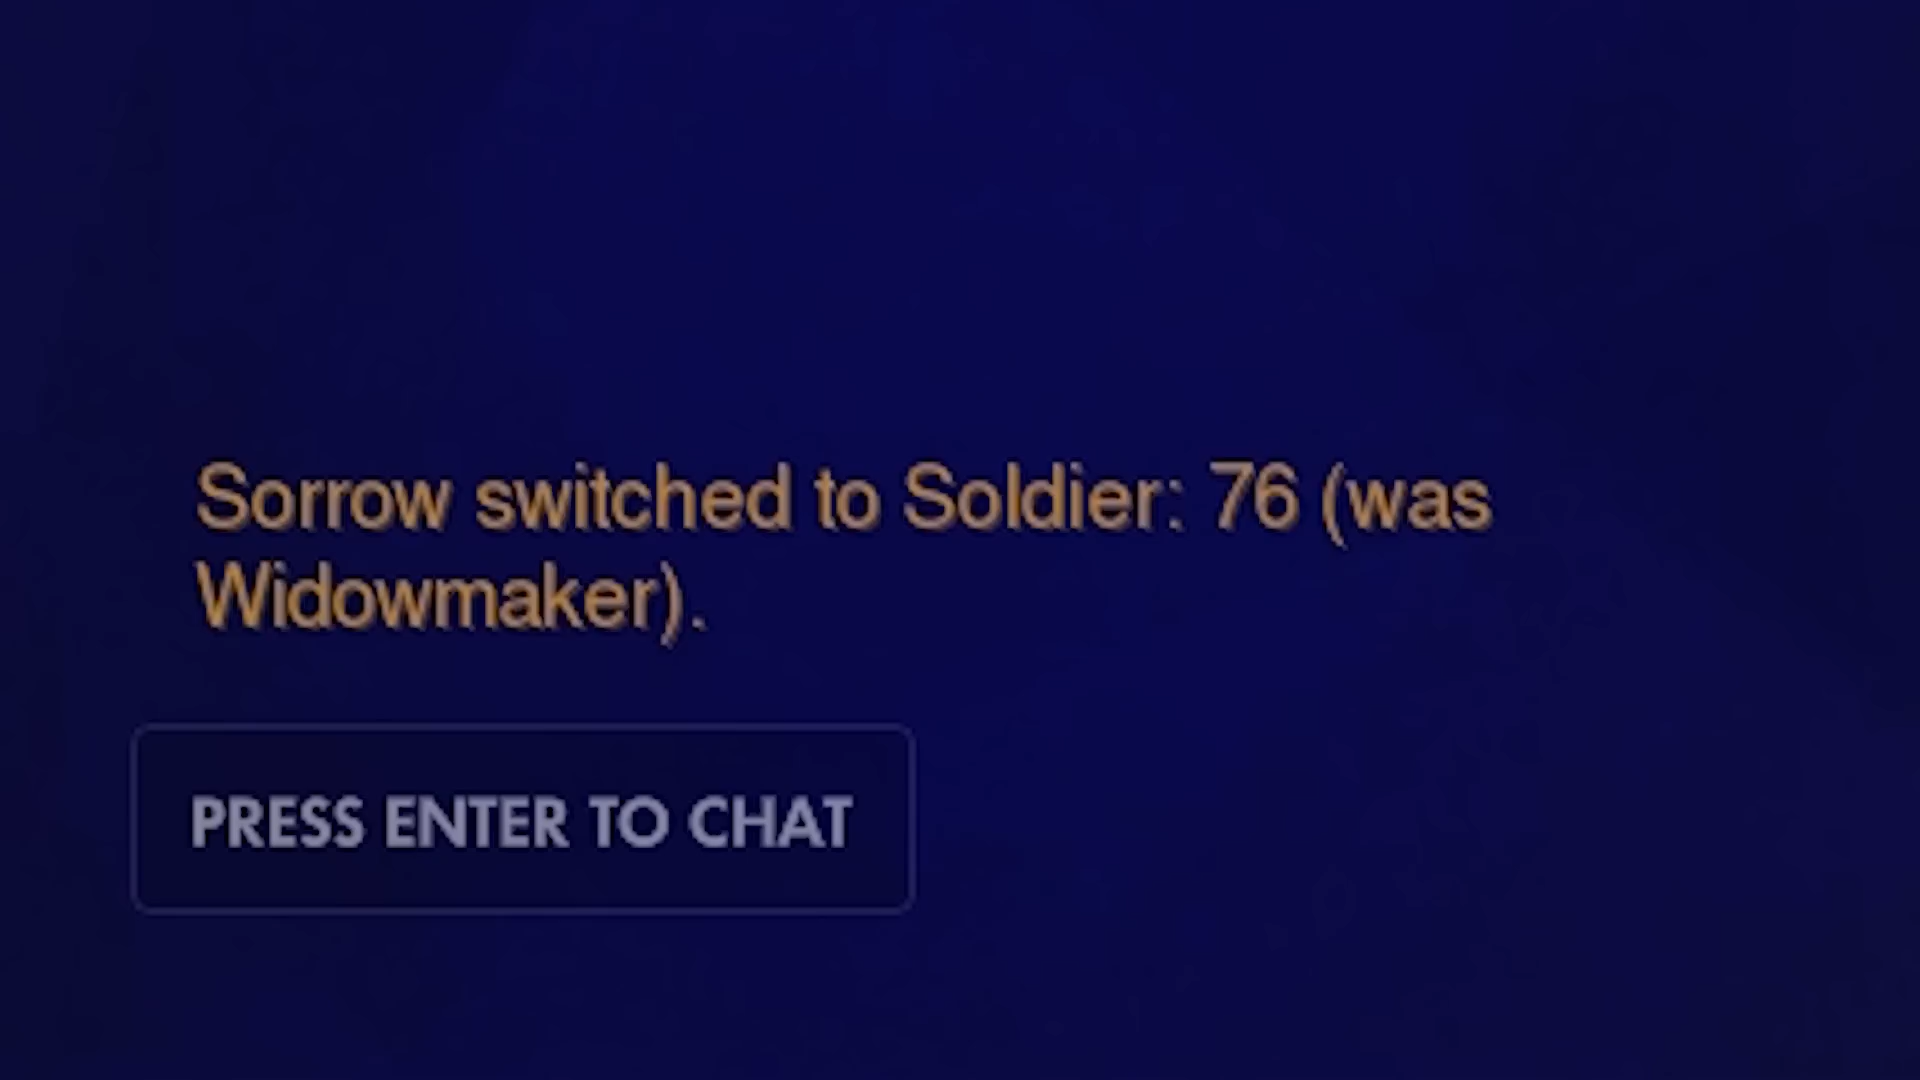 Sorrow switched to Soldier: 76 (was
Widowmaker).
PRESS ENTER TO CHAT